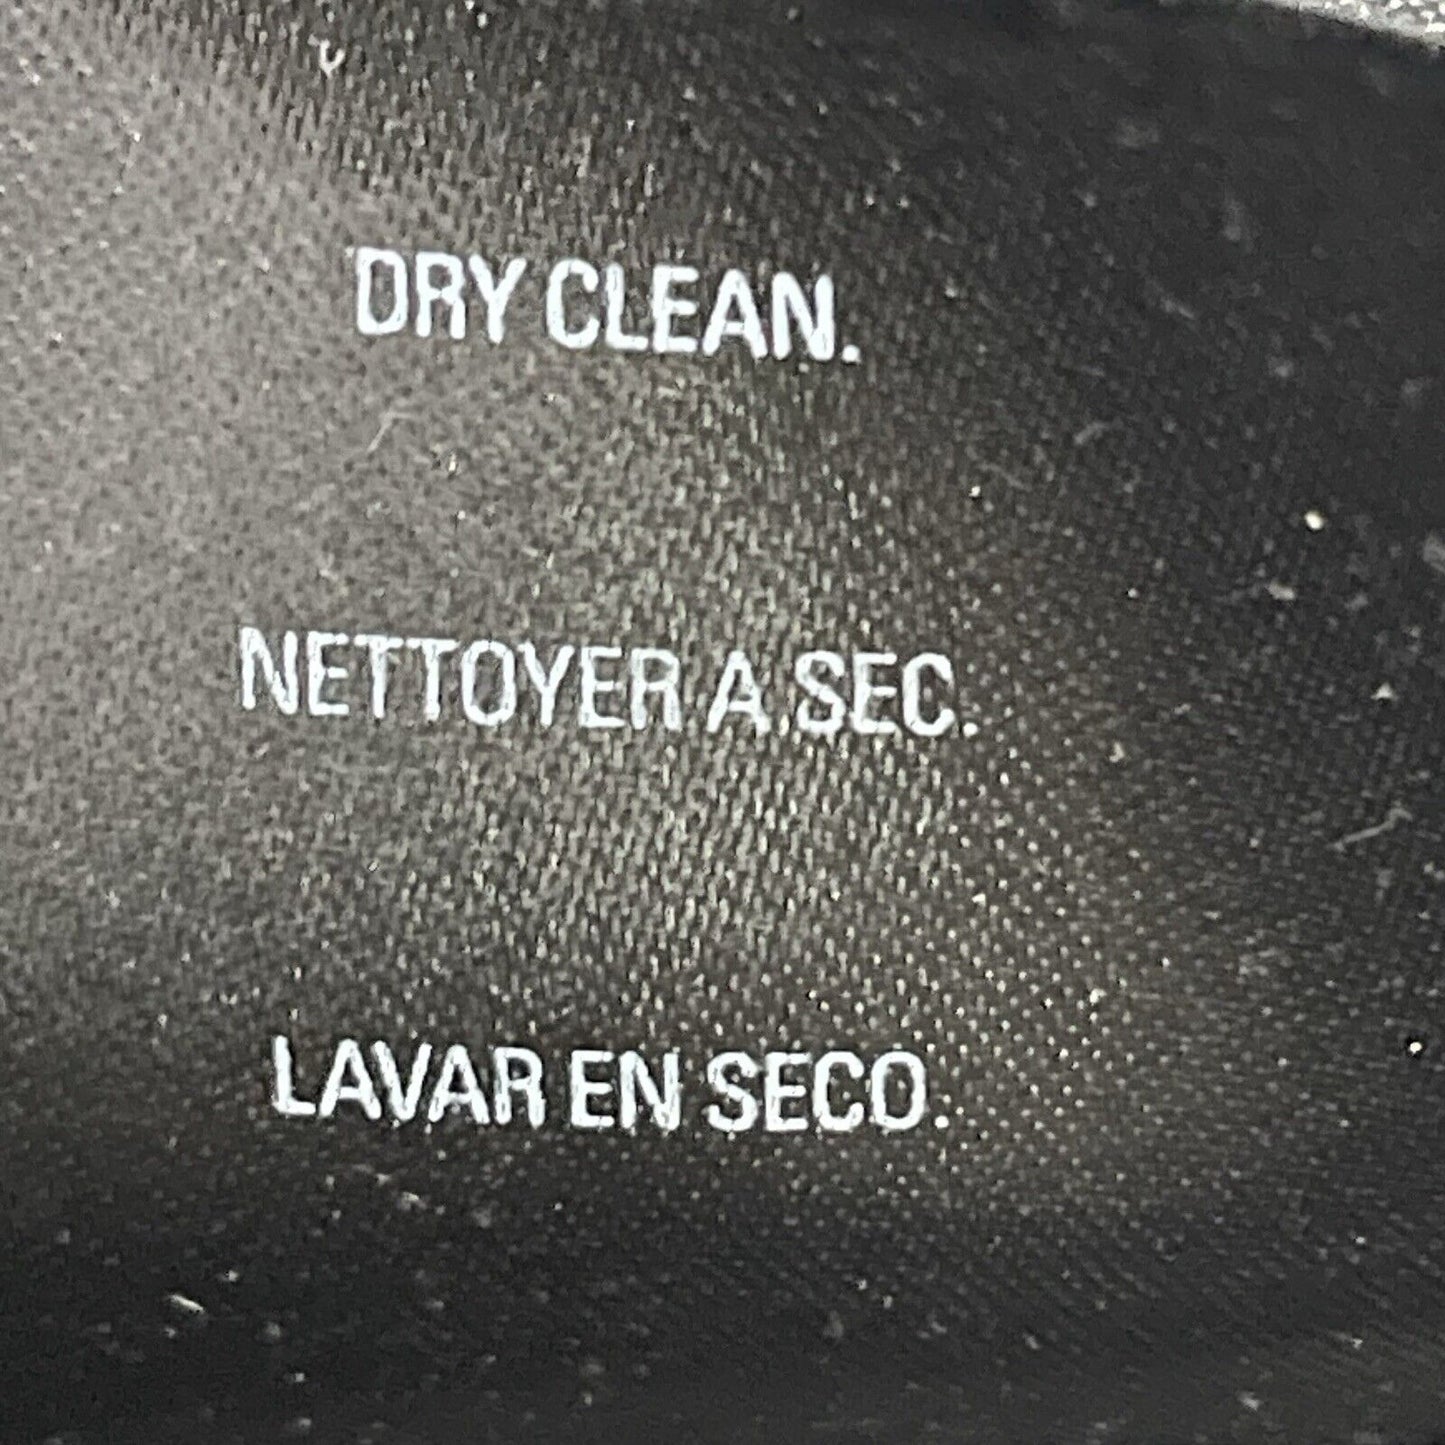 DRY CLEAN.
NETTOYER A SEC.
LAVAR EN SECO.